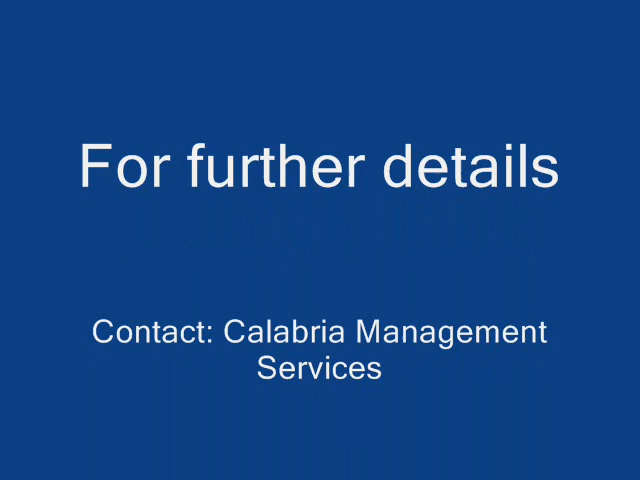 For further details
Contact: Calabria Management
Services